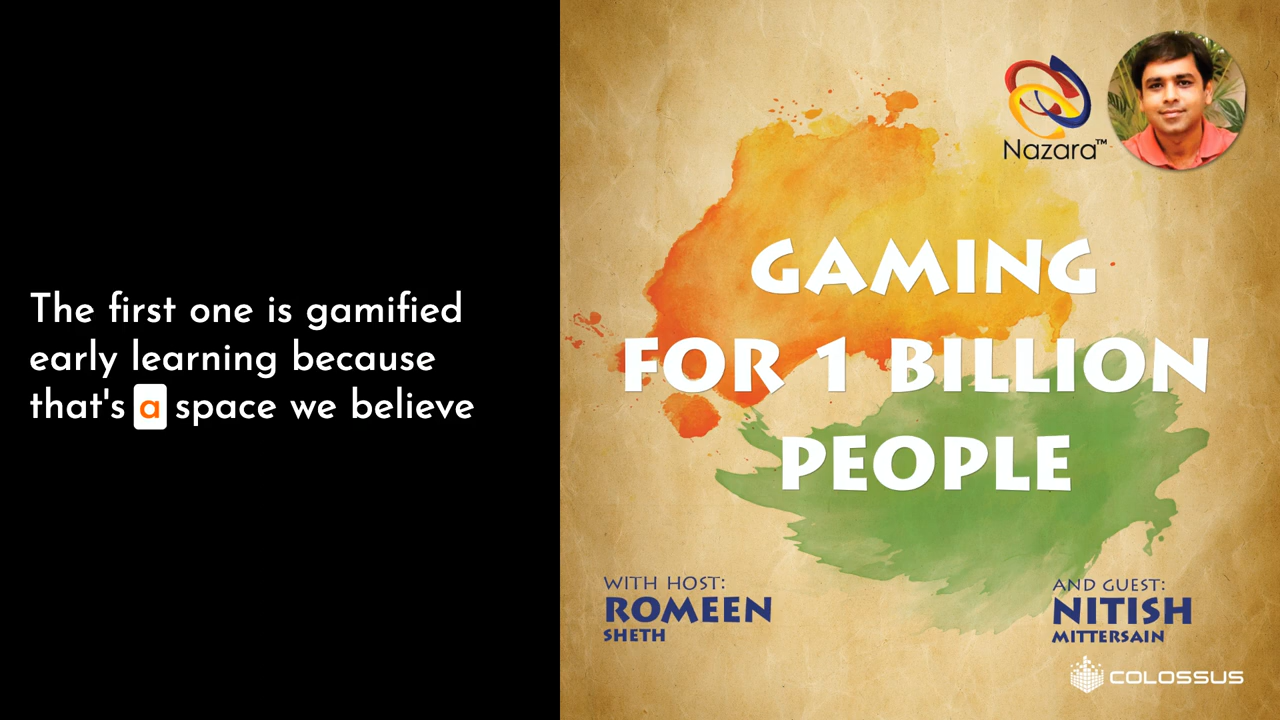 The first one is gamified
early learning because
that's a space we believe
Nazara™
GAMING
FOR 1 BILLION
PEOPLE
WITH HOST:
ROMEEN
SHETH
AND GUEST:
NITISH
MITTERSAIN
COLOSSUS